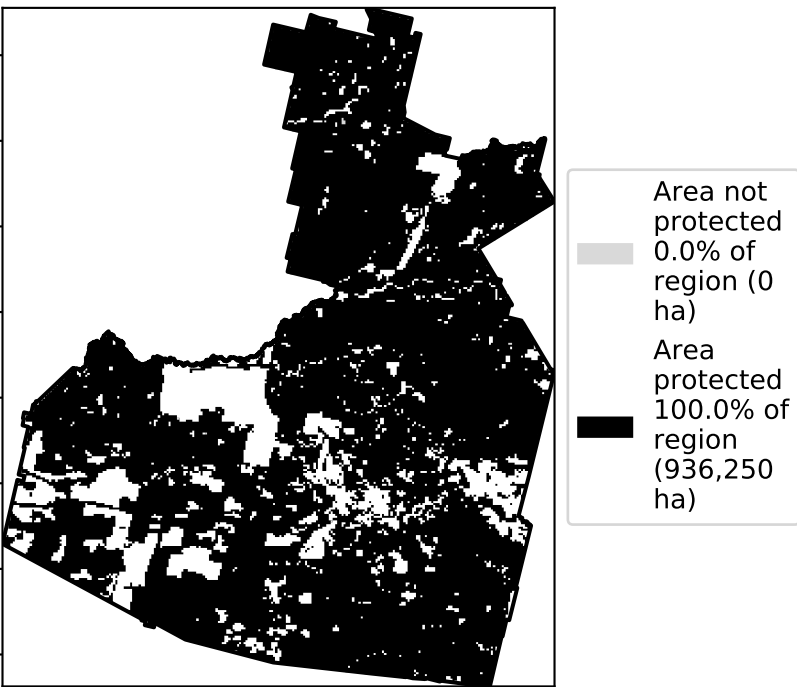 Area not
protected
0.0% of
region (0
ha)
Area
protected
100.0% of
region
(936,250
ha)